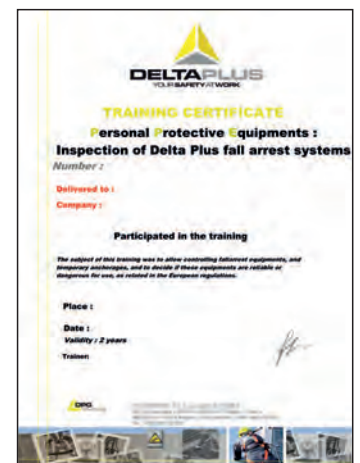 DELTAPLUS
YOUR SAFETY AT WORK
TRAINING CERTIFICATE
Personal Protective Equipments :
Inspection of Delta Plus fall arrest systems
Number :
Delivered to :
Company :
Participated in the training
The subject of this training was to allow controlling fallarrest equipments, and
temporary anchorages, and to decide if these equipments are reliable or
dangerous for use, as related in the European regulations.
Place :
Date :
Validity : 2 years
Trainer:
DPG